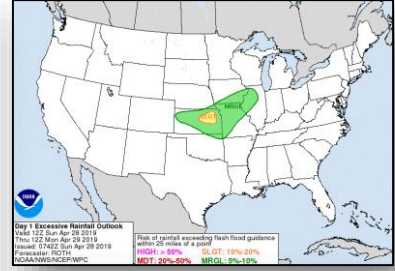 MRGL
SLGT
NOAA
Day 1 Excessive Rainfall Outlook
Valid 12Z Sun Apr 28 2019
Thru 12Z Mon Apr 29 2019
Issued: 0742Z Sun Apr 28 2019
Forecaster: ROTH
NOAA/NWS/NCEP/WPC
Risk of rainfall exceeding flash flood guidance
within 25 miles of a point
HIGH: > 50% SLGT: 10%-20%
MDT: 20%-50% MRGL: 5%-10%